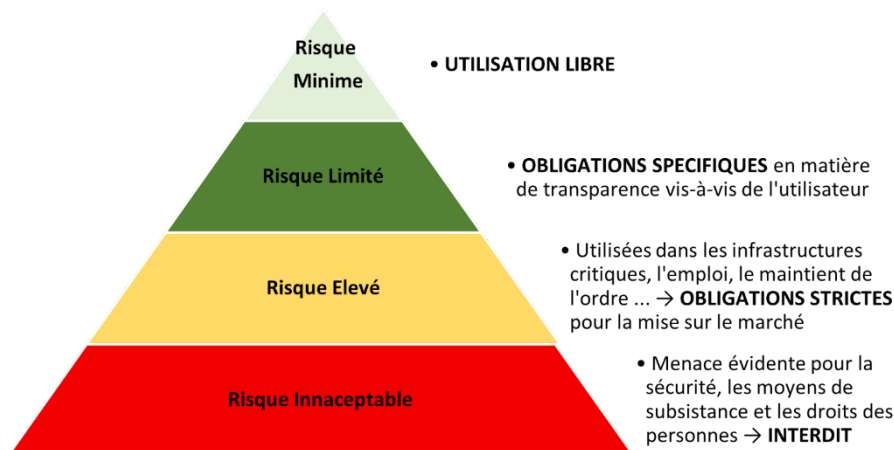 Risque
Minime
• UTILISATION LIBRE
Risque Limité
• OBLIGATIONS SPECIFIQUES en matière
de transparence vis-à-vis de l'utilisateur
Risque Elevé
• Utilisées dans les infrastructures
critiques, l'emploi, le maintient de
l'ordre ... → OBLIGATIONS STRICTES
pour la mise sur le marché
Risque Innaceptable
• Menace évidente pour la
sécurité, les moyens de
subsistance et les droits des
personnes → INTERDIT